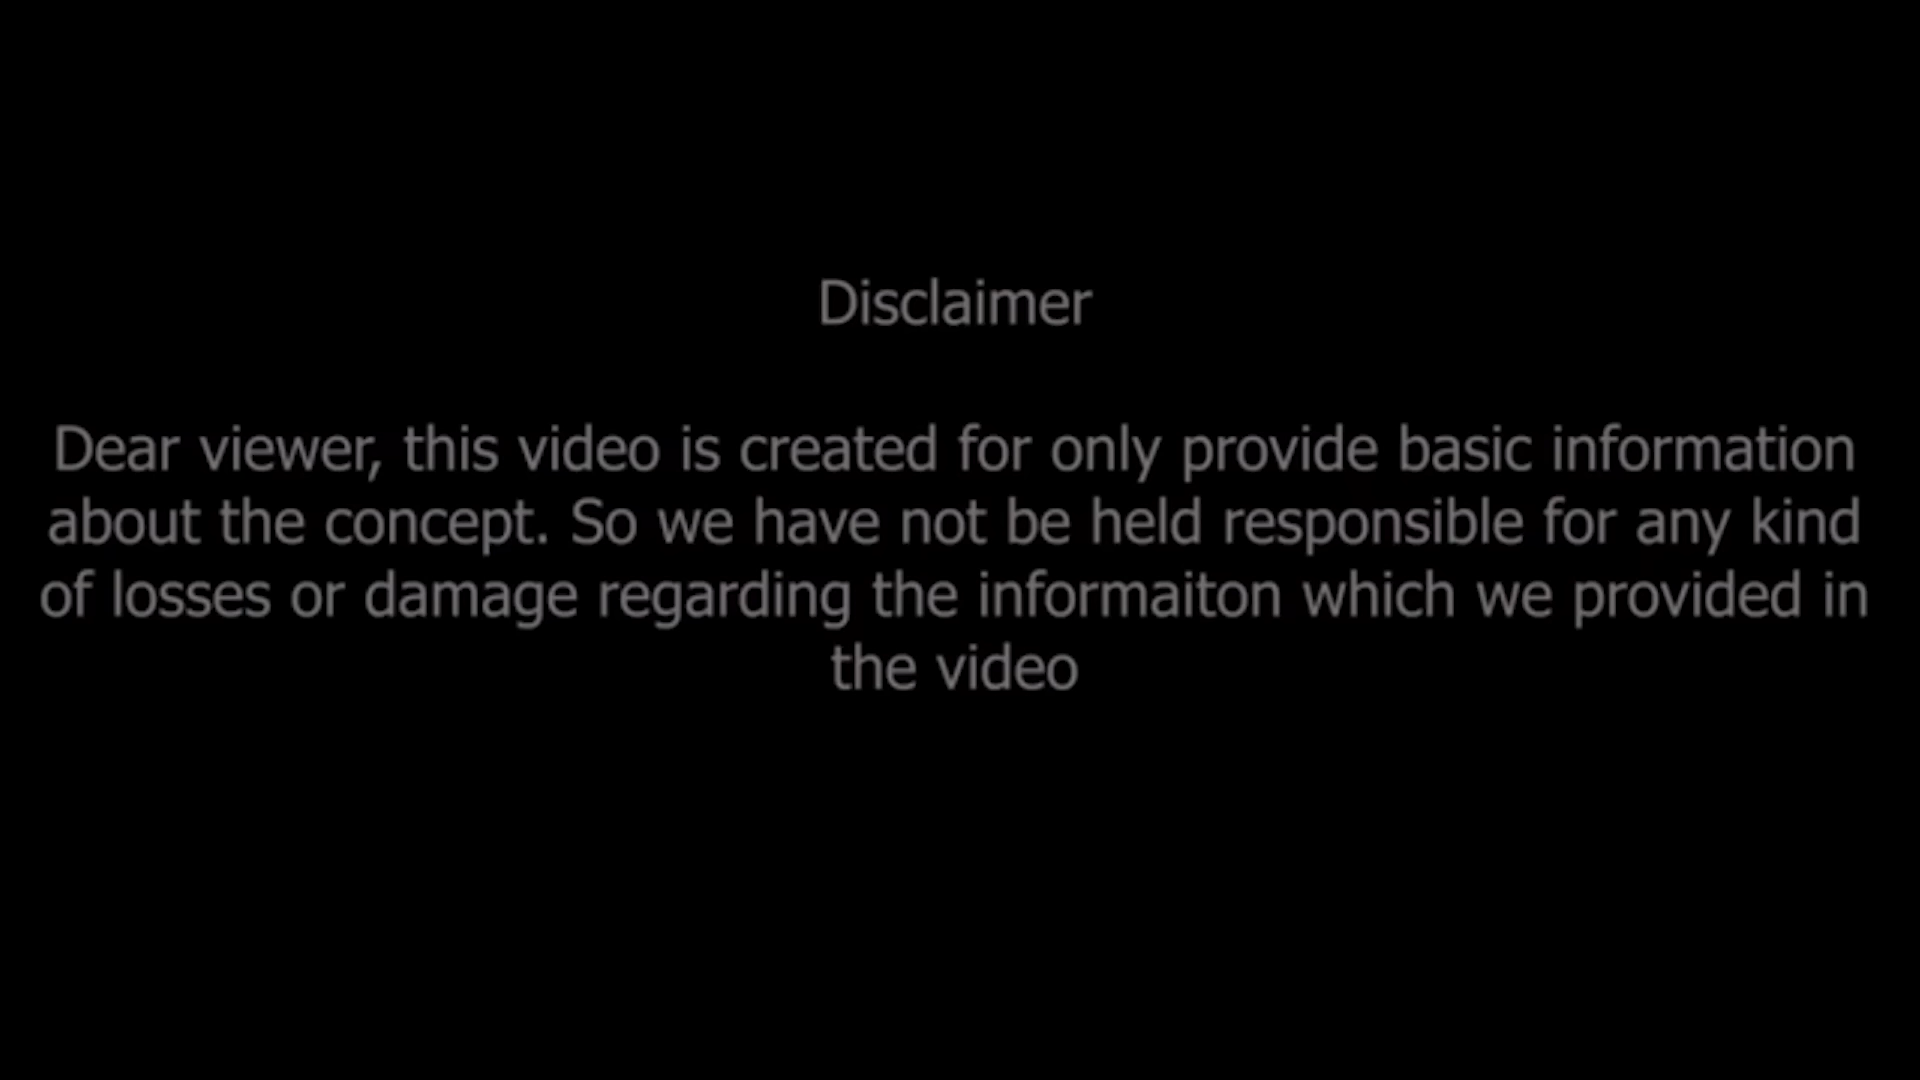 Disclaimer
Dear viewer, this video is created for only provide basic information
about the concept. So we have not be held responsible for any kind
of losses or damage regarding the informaiton which we provided in
the video